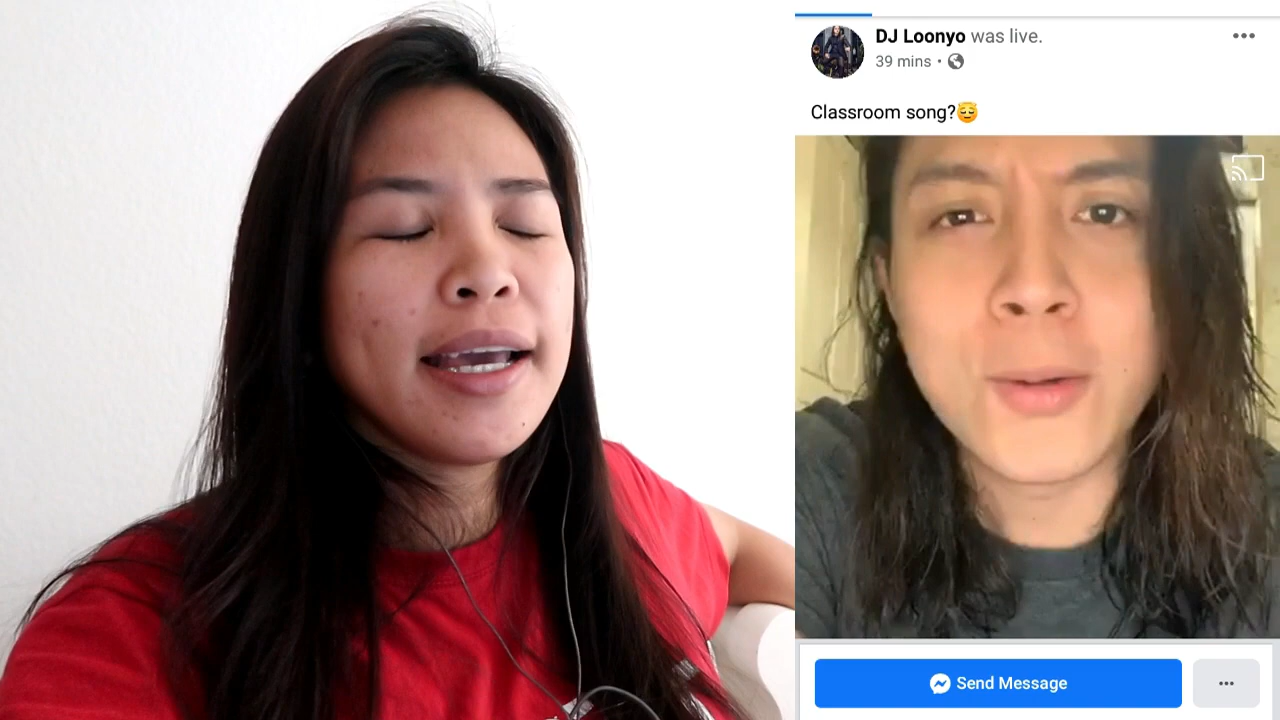 DJ Loonyo was live.
39 mins •
Classroom song?😇
Send Message